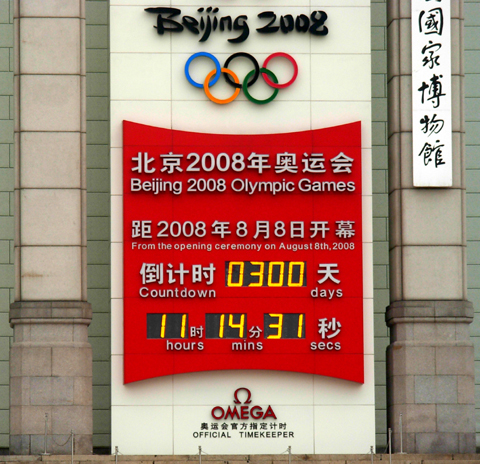 Beijing 2008
國家博物館
北京2008年奥运会
Beijing 2008 Olympic Games
距2008年8月8日开幕
From the opening ceremony on August8th,2008
倒计时 0300 天
Countdown days
11 时 14 分 31 秒
hours mins secs
Ω
OMEGA
奥运会官方指定计时
OFFICIAL TIMEKEEPER